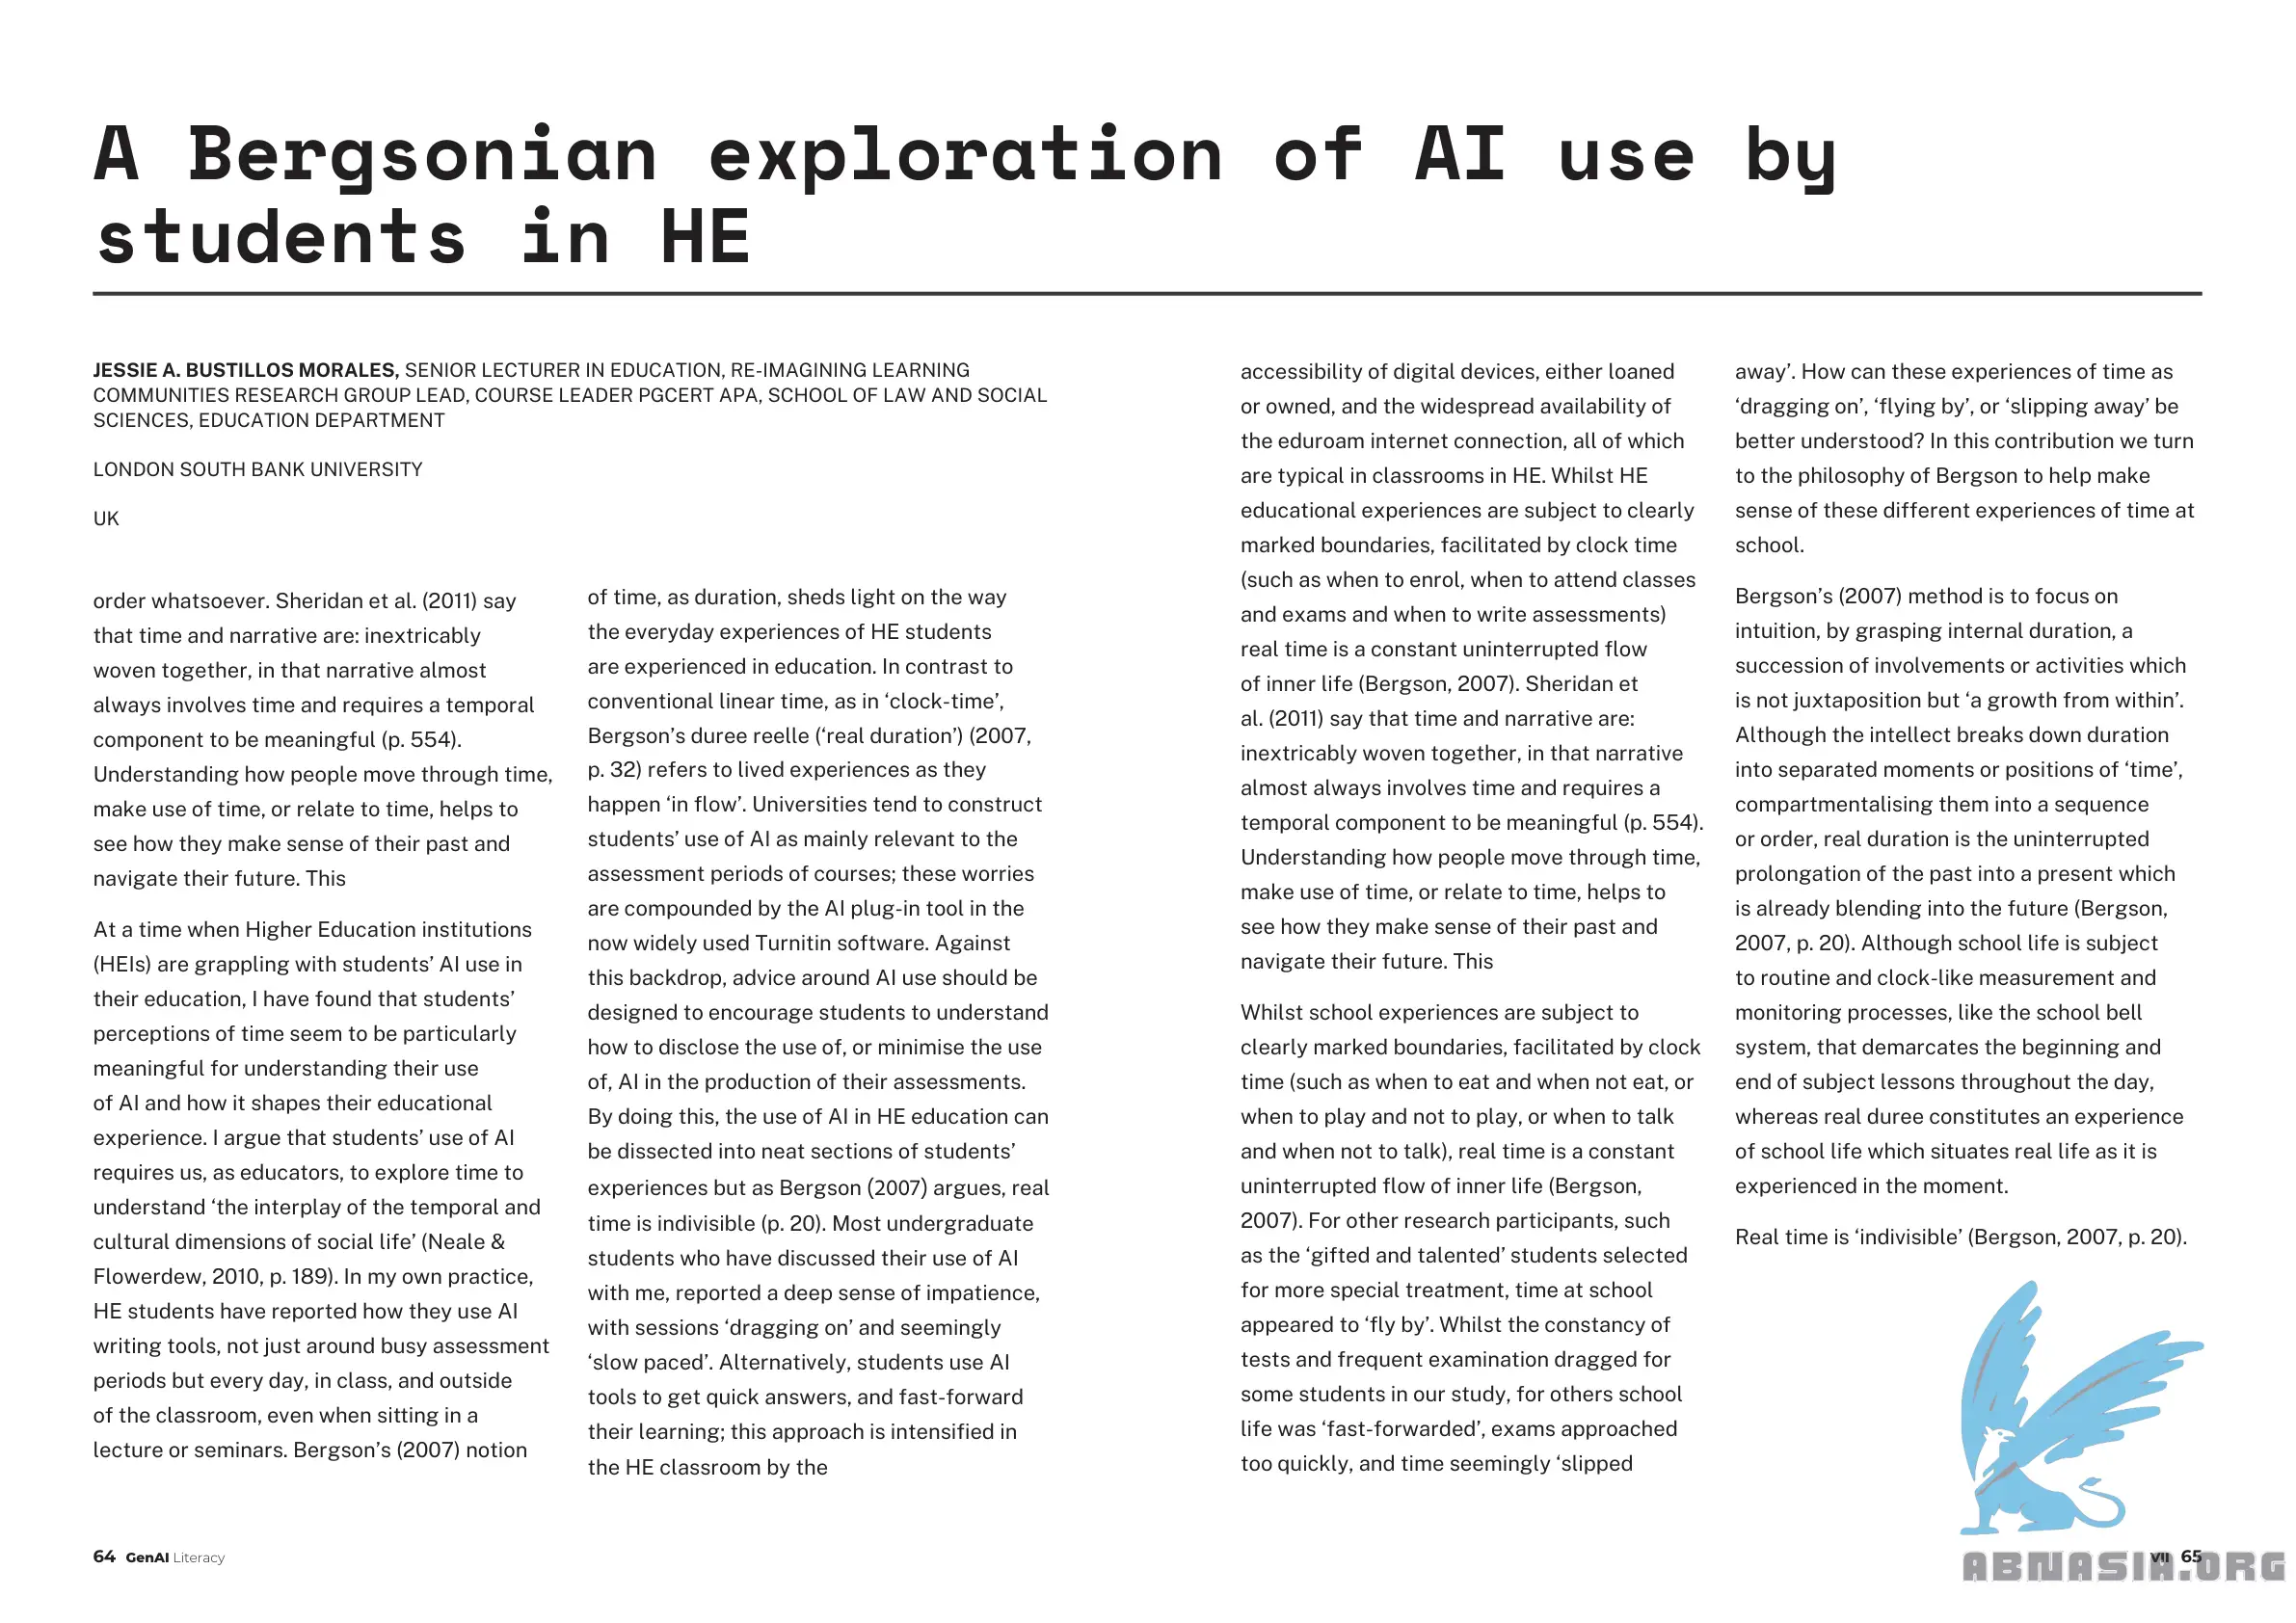 A Bergsonian exploration of AI use by
students in HE
JESSIE A. BUSTILLOS MORALES, SENIOR LECTURER IN EDUCATION, RE-IMAGINING LEARNING
COMMUNITIES RESEARCH GROUP LEAD, COURSE LEADER PGCERT APA, SCHOOL OF LAW AND SOCIAL
SCIENCES, EDUCATION DEPARTMENT
LONDON SOUTH BANK UNIVERSITY
UK
order whatsoever. Sheridan et al. (2011) say
that time and narrative are: inextricably
woven together, in that narrative almost
always involves time and requires a temporal
component to be meaningful (p. 554).
Understanding how people move through time,
make use of time, or relate to time, helps to
see how they make sense of their past and
navigate their future. This
At a time when Higher Education institutions
(HEIs) are grappling with students’ AI use in
their education, I have found that students’
perceptions of time seem to be particularly
meaningful for understanding their use
of AI and how it shapes their educational
experience. I argue that students’ use of AI
requires us, as educators, to explore time to
understand ‘the interplay of the temporal and
cultural dimensions of social life’ (Neale &
Flowerdew, 2010, p. 189). In my own practice,
HE students have reported how they use AI
writing tools, not just around busy assessment
periods but every day, in class, and outside
of the classroom, even when sitting in a
lecture or seminars. Bergson’s (2007) notion
of time, as duration, sheds light on the way
the everyday experiences of HE students
are experienced in education. In contrast to
conventional linear time, as in ‘clock-time’,
Bergson’s duree reelle (‘real duration’) (2007,
p. 32) refers to lived experiences as they
happen ‘in flow’. Universities tend to construct
students’ use of AI as mainly relevant to the
assessment periods of courses; these worries
are compounded by the AI plug-in tool in the
now widely used Turnitin software. Against
this backdrop, advice around AI use should be
designed to encourage students to understand
how to disclose the use of, or minimise the use
of, AI in the production of their assessments.
By doing this, the use of AI in HE education can
be dissected into neat sections of students’
experiences but as Bergson (2007) argues, real
time is indivisible (p. 20). Most undergraduate
students who have discussed their use of AI
with me, reported a deep sense of impatience,
with sessions ‘dragging on’ and seemingly
‘slow paced’. Alternatively, students use AI
tools to get quick answers, and fast-forward
their learning; this approach is intensified in
the HE classroom by the
accessibility of digital devices, either loaned
or owned, and the widespread availability of
the eduroam internet connection, all of which
are typical in classrooms in HE. Whilst HE
educational experiences are subject to clearly
marked boundaries, facilitated by clock time
(such as when to enrol, when to attend classes
and exams and when to write assessments)
real time is a constant uninterrupted flow
of inner life (Bergson, 2007). Sheridan et
al. (2011) say that time and narrative are:
inextricably woven together, in that narrative
almost always involves time and requires a
temporal component to be meaningful (p. 554).
Understanding how people move through time,
make use of time, or relate to time, helps to
see how they make sense of their past and
navigate their future. This
Whilst school experiences are subject to
clearly marked boundaries, facilitated by clock
time (such as when to eat and when not eat, or
when to play and not to play, or when to talk
and when not to talk), real time is a constant
uninterrupted flow of inner life (Bergson,
2007). For other research participants, such
as the ‘gifted and talented’ students selected
for more special treatment, time at school
appeared to ‘fly by’. Whilst the constancy of
tests and frequent examination dragged for
some students in our study, for others school
life was ‘fast-forwarded’, exams approached
too quickly, and time seemingly ‘slipped
away’. How can these experiences of time as
‘dragging on’, ‘flying by’, or ‘slipping away’ be
better understood? In this contribution we turn
to the philosophy of Bergson to help make
sense of these different experiences of time at
school.
Bergson’s (2007) method is to focus on
intuition, by grasping internal duration, a
succession of involvements or activities which
is not juxtaposition but ‘a growth from within’.
Although the intellect breaks down duration
into separated moments or positions of ‘time’,
compartmentalising them into a sequence
or order, real duration is the uninterrupted
prolongation of the past into a present which
is already blending into the future (Bergson,
2007, p. 20). Although school life is subject
to routine and clock-like measurement and
monitoring processes, like the school bell
system, that demarcates the beginning and
end of subject lessons throughout the day,
whereas real duree constitutes an experience
of school life which situates real life as it is
experienced in the moment.
Real time is ‘indivisible’ (Bergson, 2007, p. 20).
64 GenAI Literacy
VII 65
ABNASIA.ORG